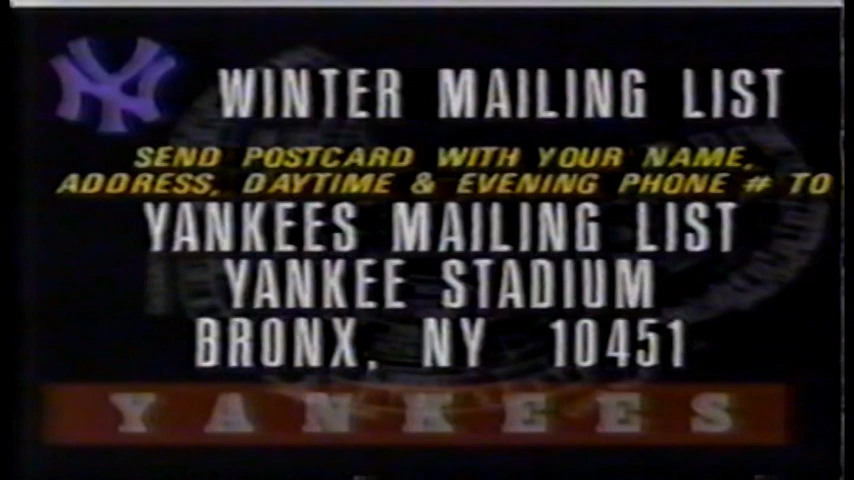 NY WINTER MAILING LIST
SEND POSTCARD WITH YOUR NAME,
ADDRESS, DAYTIME & EVENING PHONE # TO
YANKEES MAILING LIST
YANKEE STADIUM
BRONX, NY 10451
YANKEES